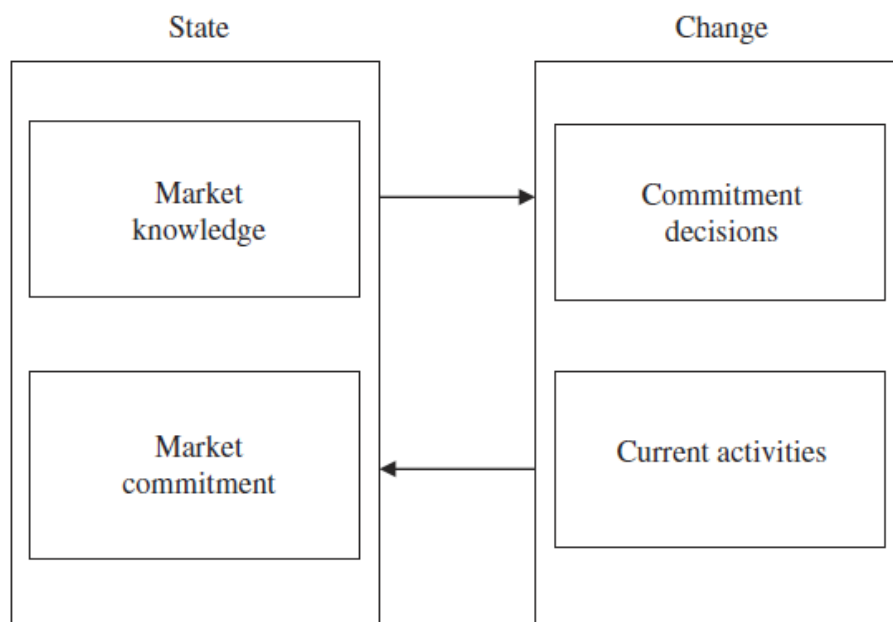 State
Change
Market
knowledge
Commitment
decisions
Market
commitment
Current activities